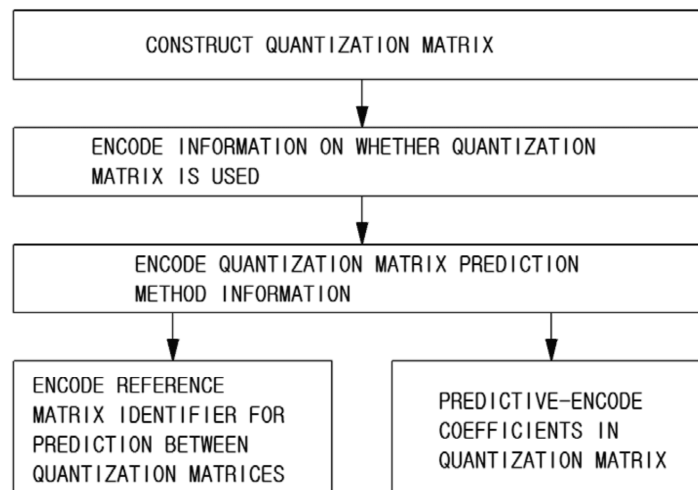 CONSTRUCT QUANTIZATION MATRIX
ENCODE INFORMATION ON WHETHER QUANTIZATION
MATRIX IS USED
ENCODE QUANTIZATION MATRIX PREDICTION
METHOD INFORMATION
ENCODE REFERENCE
MATRIX IDENTIFIER FOR
PREDICTION BETWEEN
QUANTIZATION MATRICES
PREDICTIVE-ENCODE
COEFFICIENTS IN
QUANTIZATION MATRIX